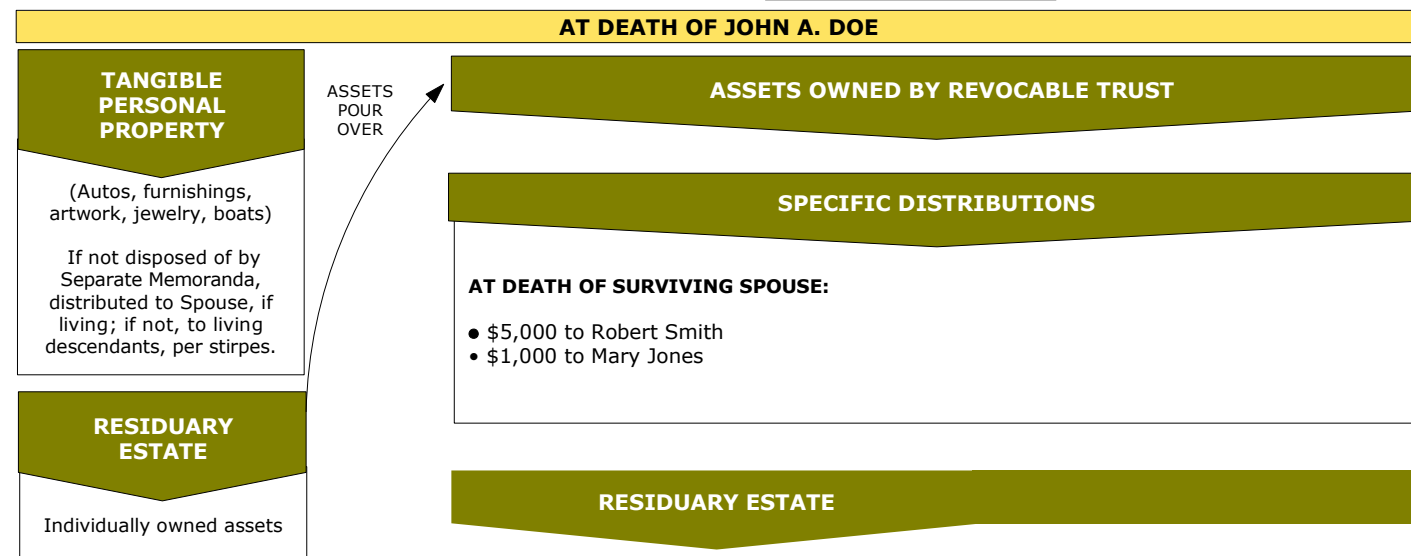 AT DEATH OF JOHN A. DOE
TANGIBLE
PERSONAL
PROPERTY
(Autos, furnishings,
artwork, jewelry, boats)
If not disposed of by
Separate Memoranda,
distributed to Spouse, if
living; if not, to living
descendants, per stirpes.
RESIDUARY
ESTATE
Individually owned assets
ASSETS
POUR
OVER
ASSETS OWNED BY REVOCABLE TRUST
SPECIFIC DISTRIBUTIONS
AT DEATH OF SURVIVING SPOUSE:
• $5,000 to Robert Smith
• $1,000 to Mary Jones
RESIDUARY ESTATE